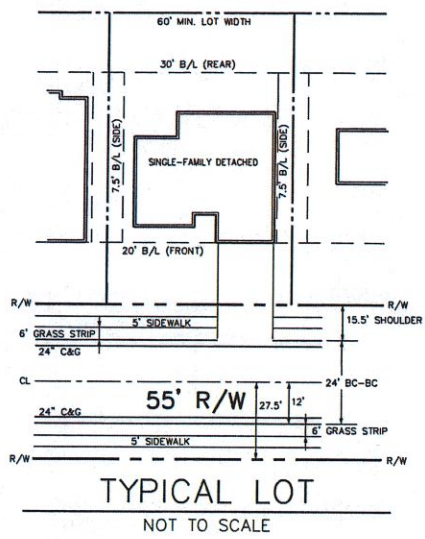 60' MIN. LOT WIDTH
30' B/L (REAR)
7.5' B/L (SIDE)
SINGLE-FAMILY DETACHED
7.5' B/L (SIDE)
20' B/L (FRONT)
R/W
R/W
5' SIDEWALK
15.5' SHOULDER
6' GRASS STRIP
24" C&G
CL
24' BC-BC
55' R/W
27.5'
12'
24" C&G
6' GRASS STRIP
5' SIDEWALK
R/W
R/W
TYPICAL LOT
NOT TO SCALE